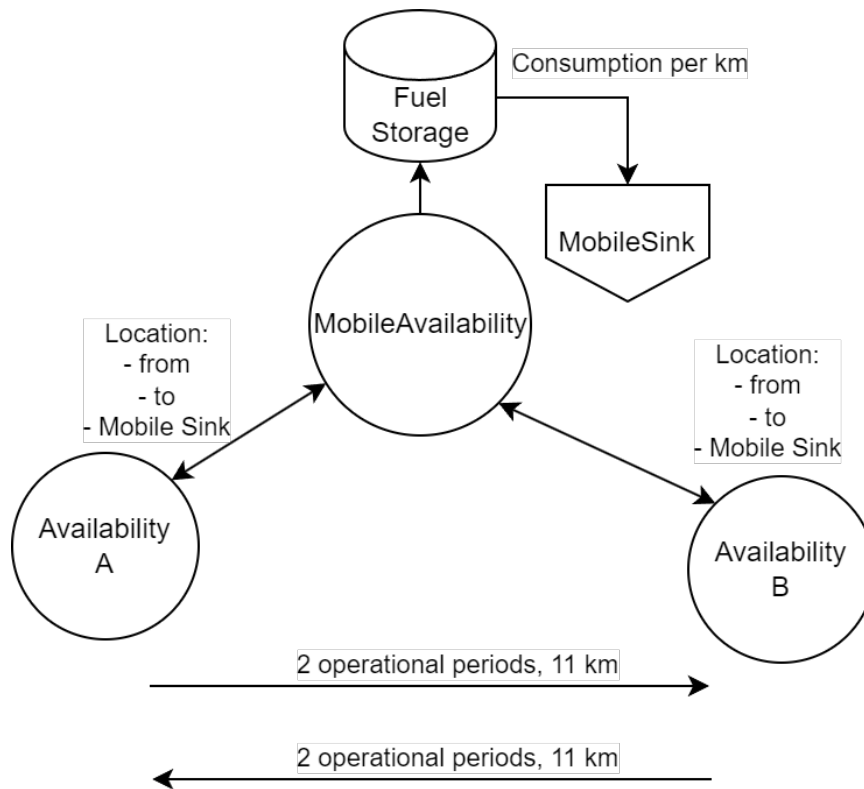 Consumption per km
Fuel
Storage
MobileSink
MobileAvailability
Location:
- from
- to
- Mobile Sink
Location:
- from
- to
- Mobile Sink
Availability
A
Availability
B
2 operational periods, 11 km
2 operational periods, 11 km